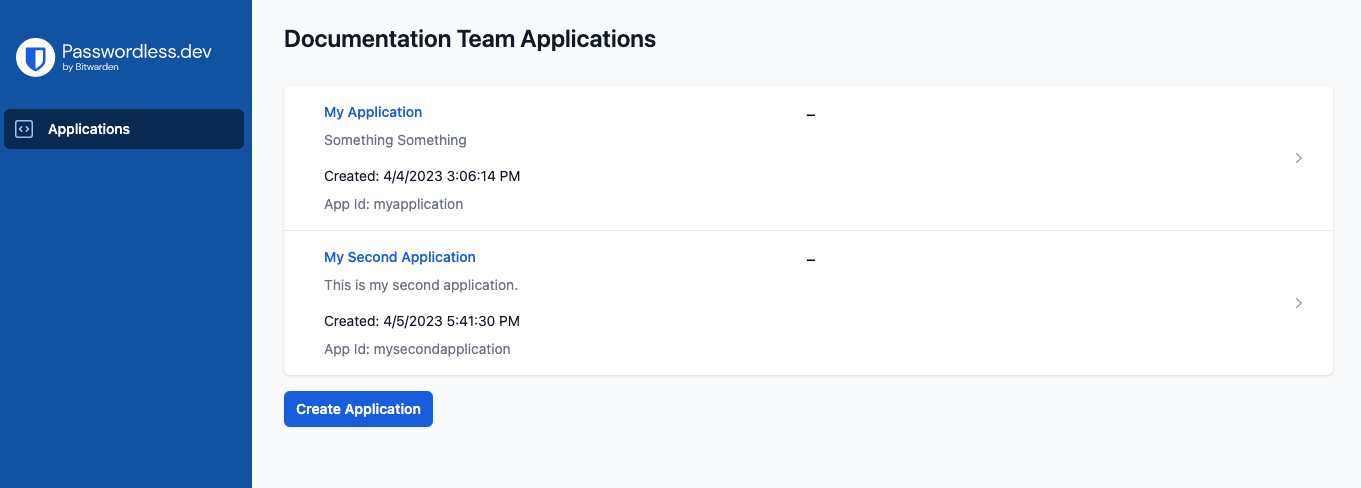 Passwordless.dev
by Bitwarden
Applications
Documentation Team Applications
My Application
–
Something Something
Created: 4/4/2023 3:06:14 PM
App Id: myapplication
My Second Application
–
This is my second application.
Created: 4/5/2023 5:41:30 PM
App Id: mysecondapplication
Create Application